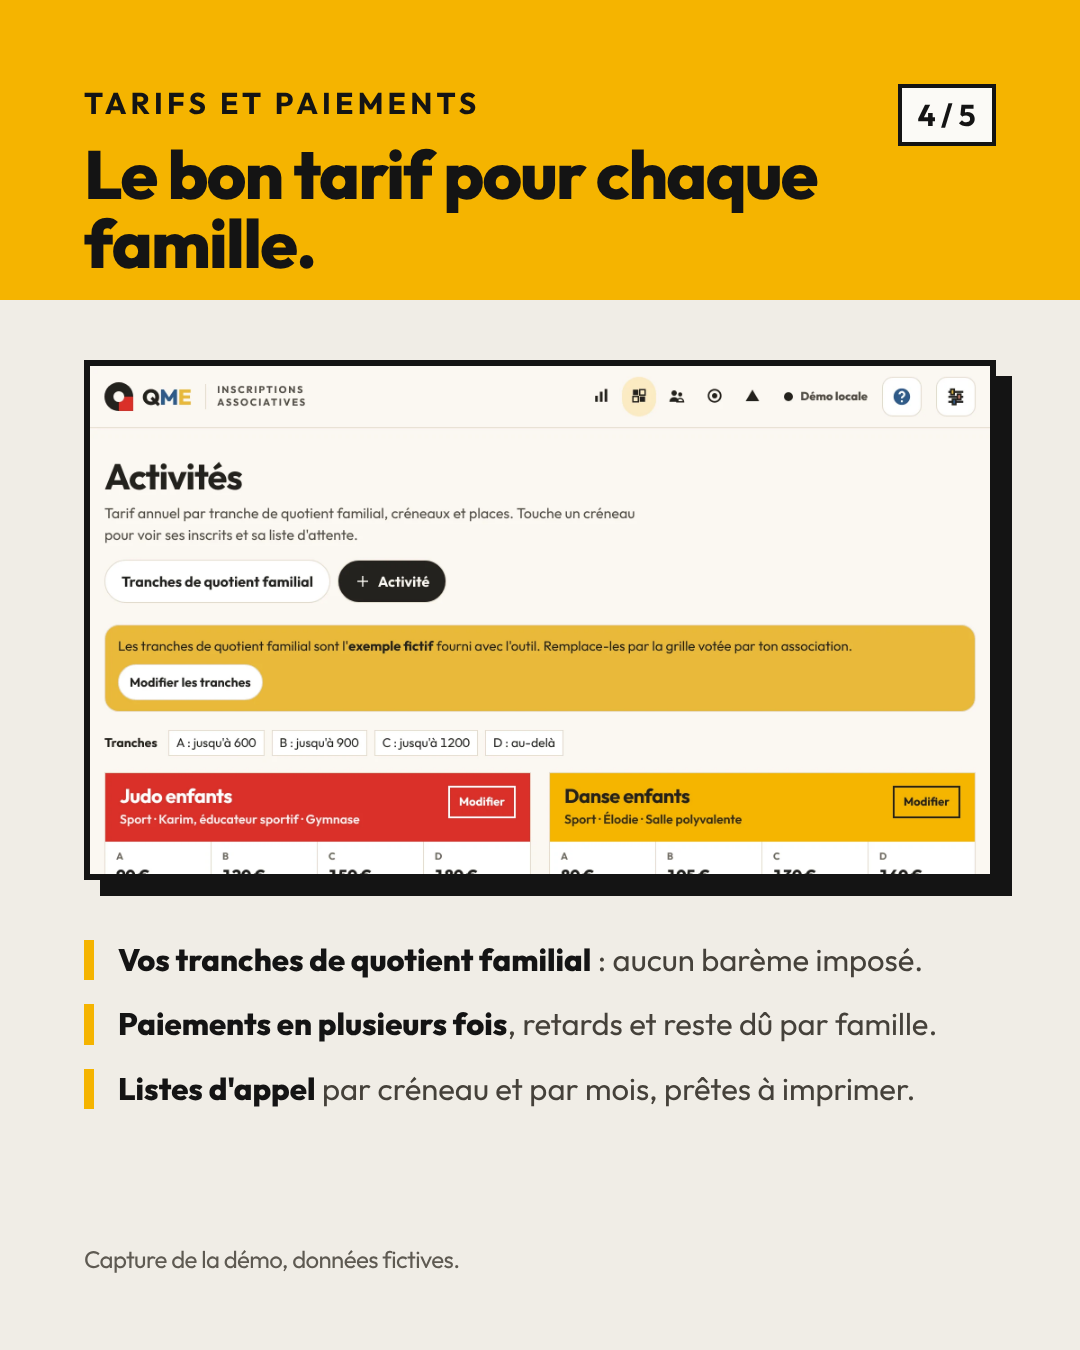 TARIFS ET PAIEMENTS
4 / 5
Le bon tarif pour chaque
famille.
QME
INSCRIPTIONS
ASSOCIATIVES
Démo locale
?
Activités
Tarif annuel par tranche de quotient familial, créneaux et places. Touche un créneau
pour voir ses inscrits et sa liste d'attente.
Tranches de quotient familial
+ Activité
Les tranches de quotient familial sont l'exemple fictif fourni avec l'outil. Remplace-les par la grille votée par ton association.
Modifier les tranches
Tranches A : jusqu'à 600 B : jusqu'à 900 C : jusqu'à 1200 D : au-delà
Judo enfants
Modifier
Sport · Karim, éducateur sportif · Gymnase
A B C D
Danse enfants
Modifier
Sport · Élodie · Salle polyvalente
A B C D
Vos tranches de quotient familial : aucun barème imposé.
Paiements en plusieurs fois, retards et reste dû par famille.
Listes d'appel par créneau et par mois, prêtes à imprimer.
Capture de la démo, données fictives.